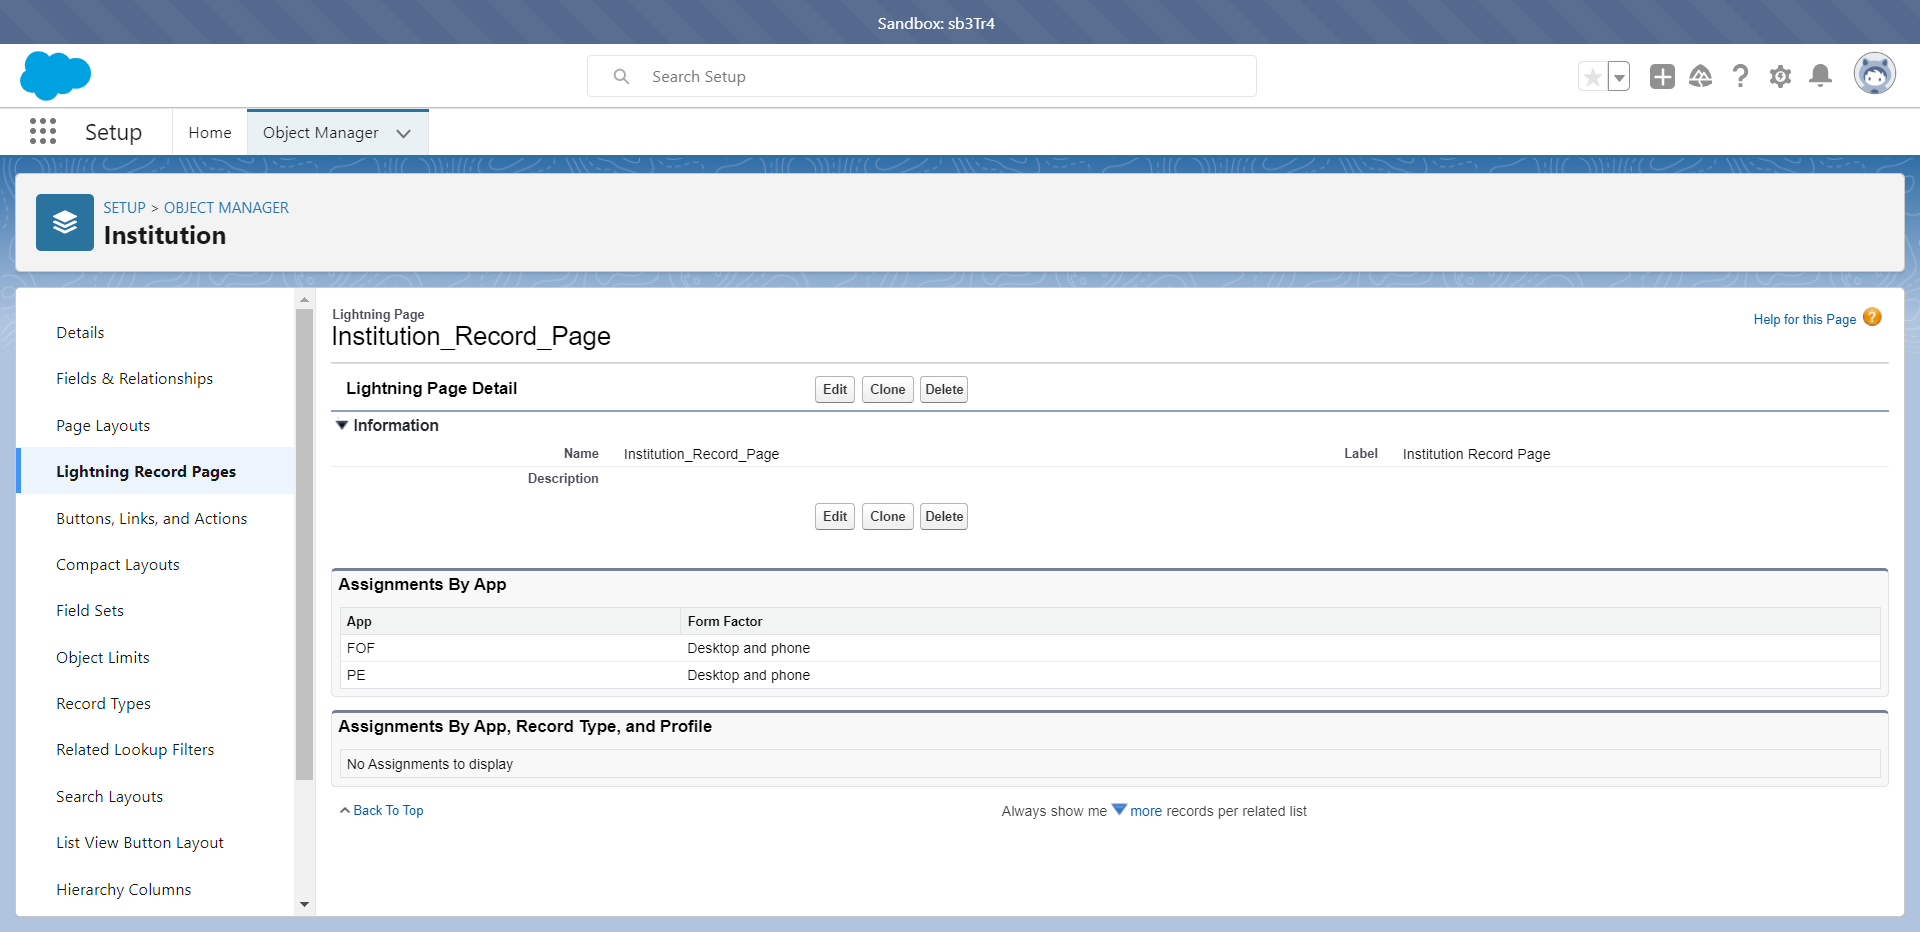 Sandbox: sb3Tr4
Search Setup
Setup
Home
Object Manager
SETUP > OBJECT MANAGER
Institution
Details
Fields & Relationships
Page Layouts
Lightning Record Pages
Buttons, Links, and Actions
Compact Layouts
Field Sets
Object Limits
Record Types
Related Lookup Filters
Search Layouts
List View Button Layout
Hierarchy Columns
Lightning Page
Institution_Record_Page
Help for this Page ?
Lightning Page Detail
Edit Clone Delete
Information
Name Institution_Record_Page Label Institution Record Page
Description
Edit Clone Delete
Assignments By App
App Form Factor
FOF Desktop and phone
PE Desktop and phone
Assignments By App, Record Type, and Profile
No Assignments to display
Back To Top
Always show me more records per related list